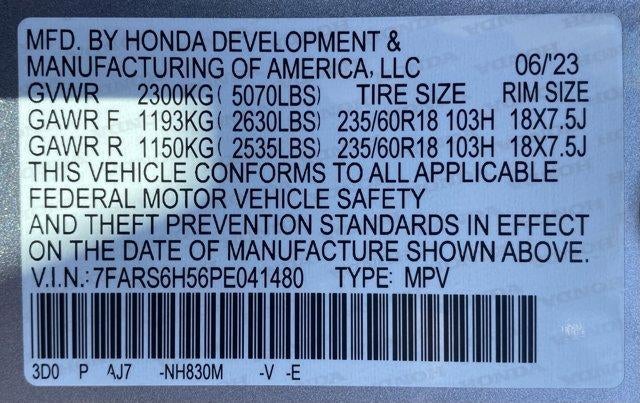 MFD. BY HONDA DEVELOPMENT &
MANUFACTURING OF AMERICA, LLC 06/'23
GVWR 2300KG( 5070LBS) TIRE SIZE RIM SIZE
GAWR F 1193KG( 2630LBS) 235/60R18 103H 18X7.5J
GAWR R 1150KG( 2535LBS) 235/60R18 103H 18X7.5J
THIS VEHICLE CONFORMS TO ALL APPLICABLE
FEDERAL MOTOR VEHICLE SAFETY
AND THEFT PREVENTION STANDARDS IN EFFECT
ON THE DATE OF MANUFACTURE SHOWN ABOVE.
V.I.N.: 7FARS6H56PE041480 TYPE: MPV
3D0 P AJ7 -NH830M -V -E